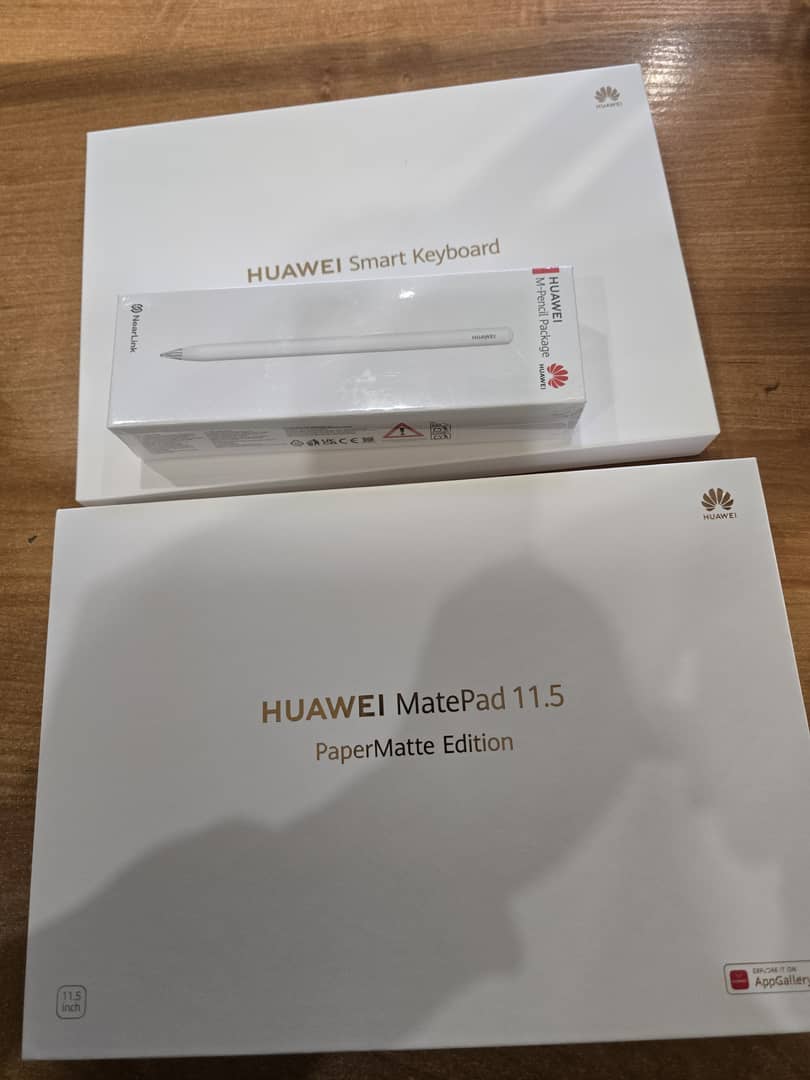 HUAWEI
HUAWEI Smart Keyboard
NearLink
HUAWEI
HUAWEI
M-Pencil Package
HUAWEI
CE
HUAWEI
HUAWEI MatePad 11.5
PaperMatte Edition
11.5
inch
EXPLORE IT ON
AppGallery